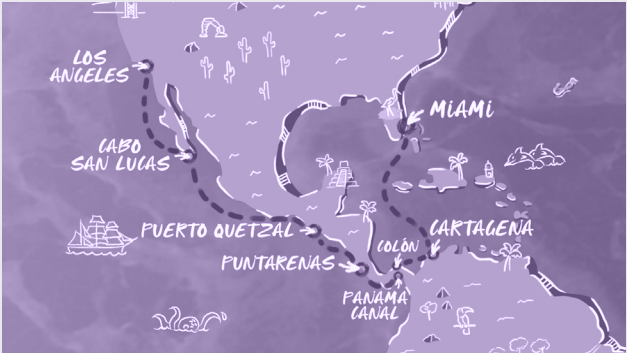 LOS
ANGELES
MIAMI
CABO
SAN LUCAS
PUERTO QUETZAL
CARTAGENA
COLÓN
PUNTARENAS
PANAMA
CANAL